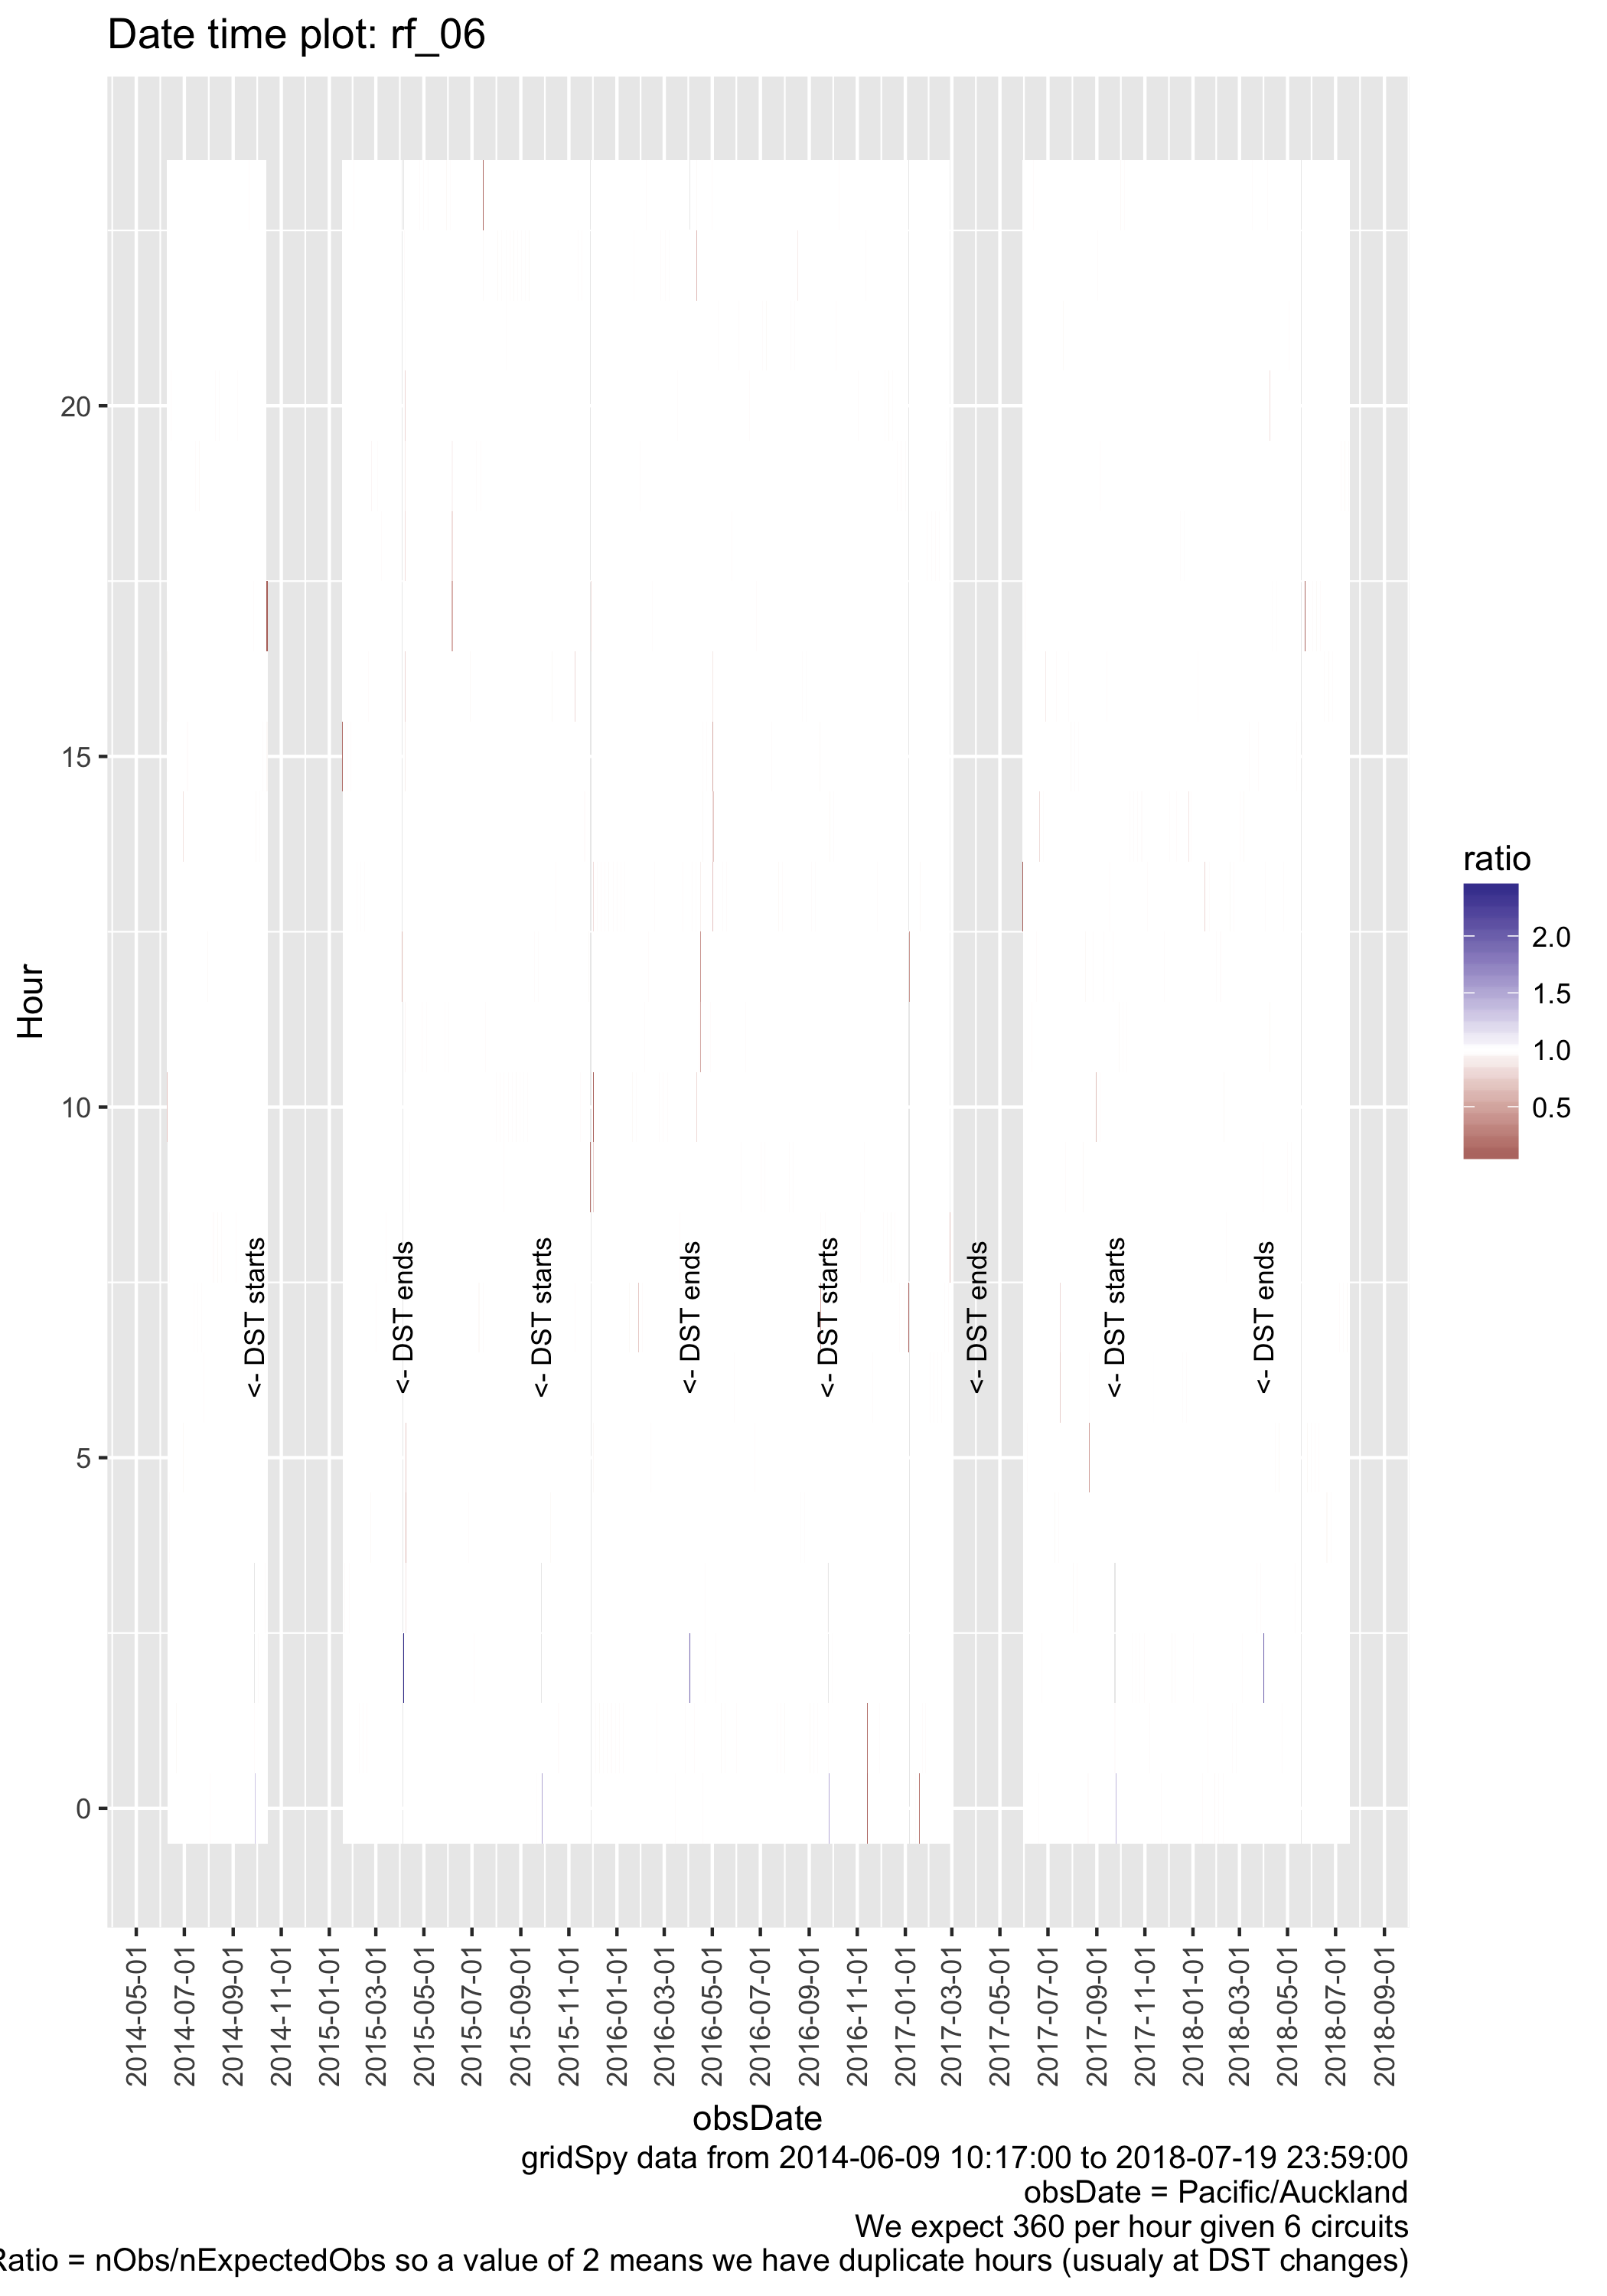 Date time plot: rf_06
Hour
20
15
10
5
0
<- DST starts
<- DST ends
<- DST starts
<- DST ends
<- DST starts
<- DST ends
<- DST starts
<- DST ends
ratio
2.0
1.5
1.0
0.5
2014-05-01
2014-07-01
2014-09-01
2014-11-01
2015-01-01
2015-03-01
2015-05-01
2015-07-01
2015-09-01
2015-11-01
2016-01-01
2016-03-01
2016-05-01
2016-07-01
2016-09-01
2016-11-01
2017-01-01
2017-03-01
2017-05-01
2017-07-01
2017-09-01
2017-11-01
2018-01-01
2018-03-01
2018-05-01
2018-07-01
2018-09-01
obsDate
gridSpy data from 2014-06-09 10:17:00 to 2018-07-19 23:59:00
obsDate = Pacific/Auckland
We expect 360 per hour given 6 circuits
Ratio = nObs/nExpectedObs so a value of 2 means we have duplicate hours (usualy at DST changes)